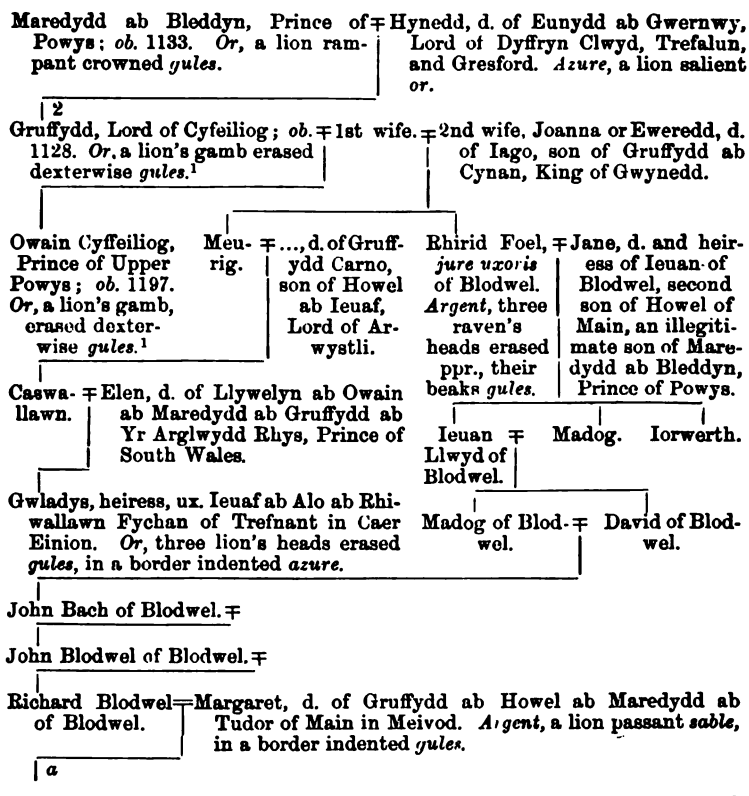 Maredydd ab Bleddyn, Prince of
Powys; ob. 1133. Or, a lion ram-
pant crowned gules.
Hynedd, d. of Eunydd ab Gwernwy,
Lord of Dyffryn Clwyd, Trefalun,
and Gresford. Azure, a lion salient
or.
2
Gruffydd, Lord of Cyfeiliog; ob.
1128. Or, a lion's gamb erased
dexterwise gules.¹
1st wife.
2nd wife, Joanna or Eweredd, d.
of Iago, son of Gruffydd ab
Cynan, King of Gwynedd.
Owain Cyffeiliog,
Prince of Upper
Powys; ob. 1197.
Or, a lion's gamb,
erased dexter-
wise gules.¹
Meu-
rig.
..., d. of Gruff-
ydd Carno,
son of Howel
ab Ieuaf,
Lord of Ar-
wystli.
Rhirid Foel,
jure uxoris
of Blodwel.
Argent, three
raven's
heads erased
ppr., their
beaks gules.
Jane, d. and heir-
ess of Ieuan of
Blodwel, second
son of Howel of
Main, an illegiti-
mate son of Mare-
dydd ab Bleddyn,
Prince of Powys.
Caswa-
llawn.
Elen, d. of Llywelyn ab Owain
ab Maredydd ab Gruffydd ab
Yr Arglwydd Rhys, Prince of
South Wales.
Ieuan
Llwyd of
Blodwel.
Madog.
Iorwerth.
Gwladys, heiress, ux. Ieuaf ab Alo ab Rhi-
wallawn Fychan of Trefnant in Caer
Einion. Or, three lion's heads erased
gules, in a border indented azure.
Madog of Blod-
wel.
David of Blod-
wel.
John Bach of Blodwel.
John Blodwel of Blodwel.
Richard Blodwel
of Blodwel.
Margaret, d. of Gruffydd ab Howel ab Maredydd ab
Tudor of Main in Meivod. Argent, a lion passant sable,
in a border indented gules.
a